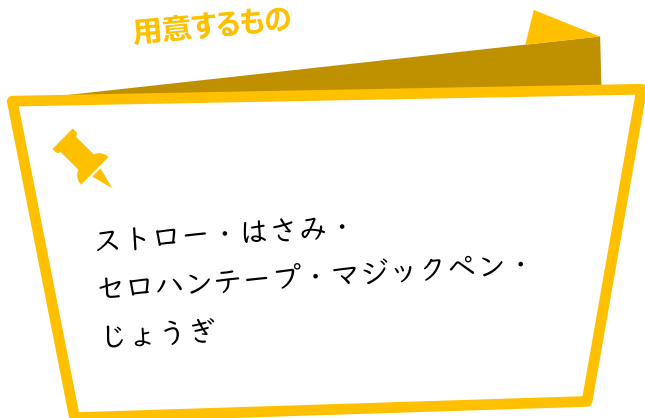 用意するもの
ストロー・はさみ・
セロハンテープ・マジックペン・
じょうぎ